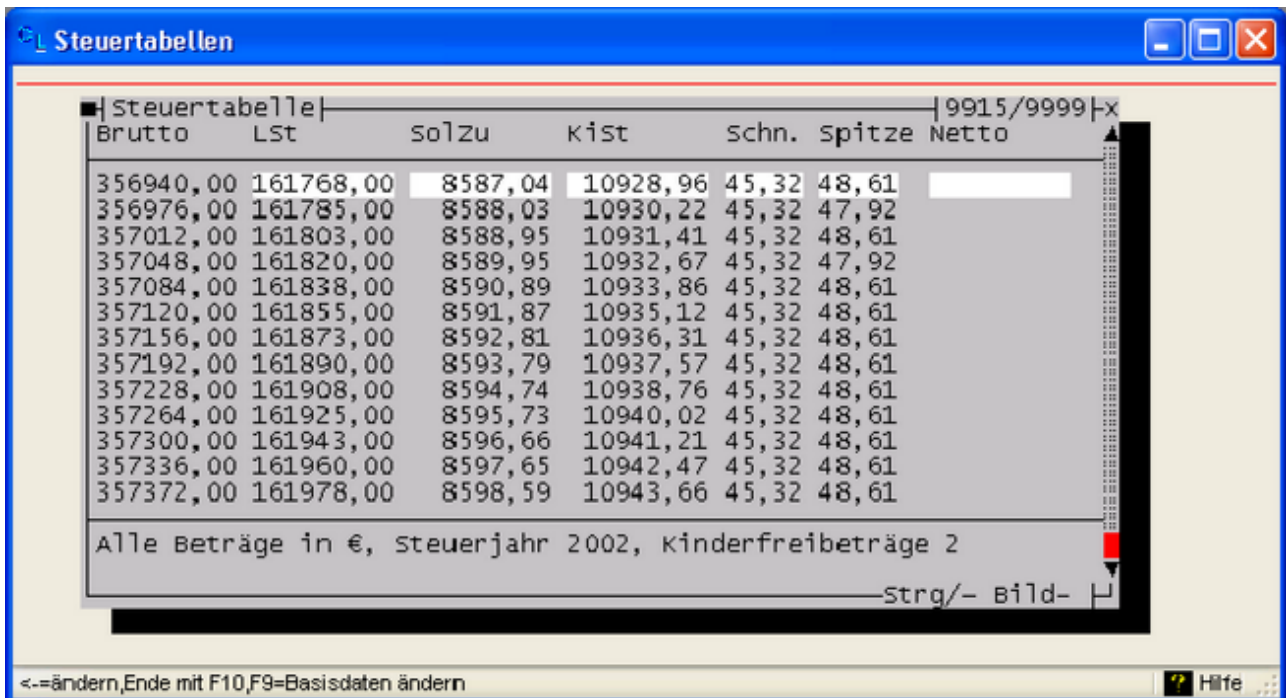 CL Steuertabellen
Steuertabelle 9915/9999 x
Brutto LSt SolZu KiSt Schn. Spitze Netto
356940,00 161768,00 8587,04 10928,96 45,32 48,61
356976,00 161785,00 8588,03 10930,22 45,32 47,92
357012,00 161803,00 8588,95 10931,41 45,32 48,61
357048,00 161820,00 8589,95 10932,67 45,32 47,92
357084,00 161838,00 8590,89 10933,86 45,32 48,61
357120,00 161855,00 8591,87 10935,12 45,32 48,61
357156,00 161873,00 8592,81 10936,31 45,32 48,61
357192,00 161890,00 8593,79 10937,57 45,32 48,61
357228,00 161908,00 8594,74 10938,76 45,32 48,61
357264,00 161925,00 8595,73 10940,02 45,32 48,61
357300,00 161943,00 8596,66 10941,21 45,32 48,61
357336,00 161960,00 8597,65 10942,47 45,32 48,61
357372,00 161978,00 8598,59 10943,66 45,32 48,61
Alle Beträge in €, Steuerjahr 2002, Kinderfreibeträge 2
Strg/- Bild-
<-=ändern,Ende mit F10,F9=Basisdaten ändern ? Hilfe